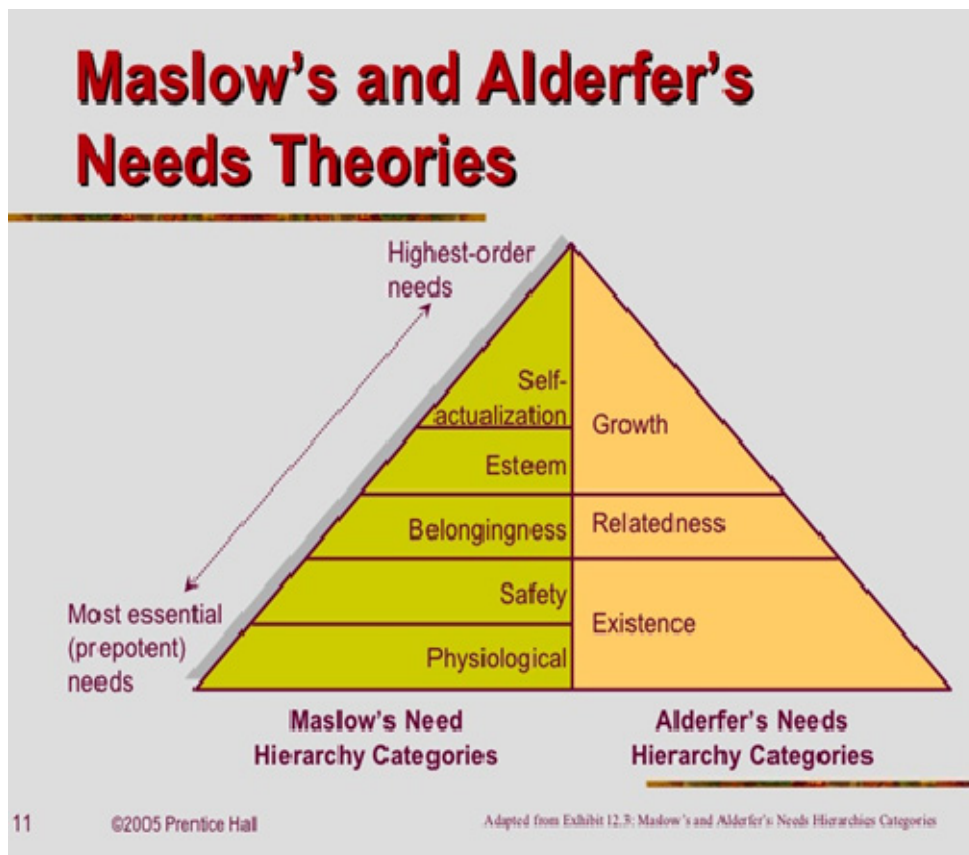 Maslow's and Alderfer's
Needs Theories
Highest-order
needs
Self-
actualization
Growth
Esteem
Belongingness
Relatedness
Safety
Most essential
(prepotent)
needs
Existence
Physiological
Maslow's Need
Hierarchy Categories
Alderfer's Needs
Hierarchy Categories
11
©2005 Prentice Hall
Adapted from Exhibit 12.3: Maslow's and Alderfer's Needs Hierarchies Categories